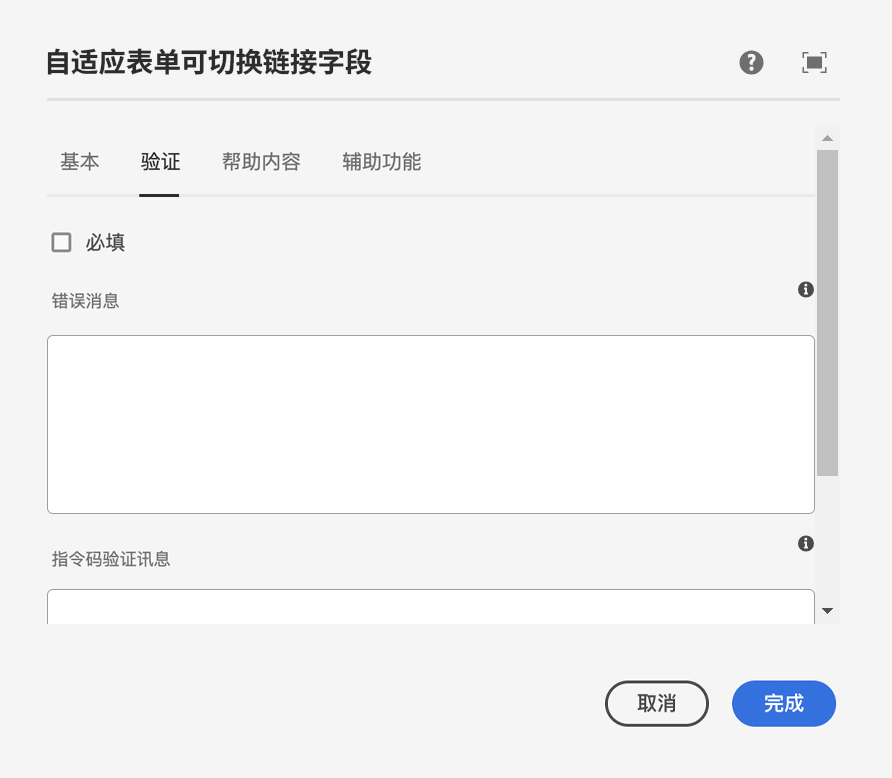 自适应表单可切换链接字段
基本 验证 帮助内容 辅助功能
必填
错误消息
指令码验证讯息
取消 完成